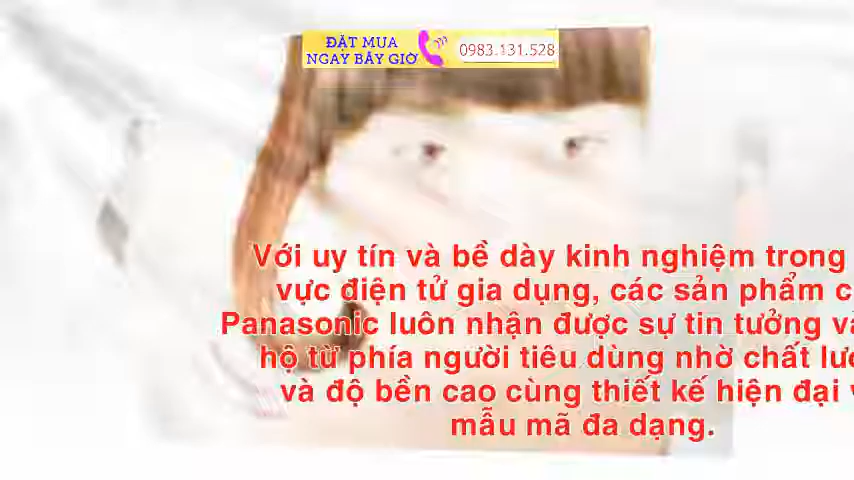 ĐẶT MUA
NGAY BÂY GIỜ
0983.131.528
Với uy tín và bề dày kinh nghiệm trong
vực điện tử gia dụng, các sản phẩm
Panasonic luôn nhận được sự tin tưởng
hộ từ phía người tiêu dùng nhờ chất
và độ bền cao cùng thiết kế hiện đại
mẫu mã đa dạng.